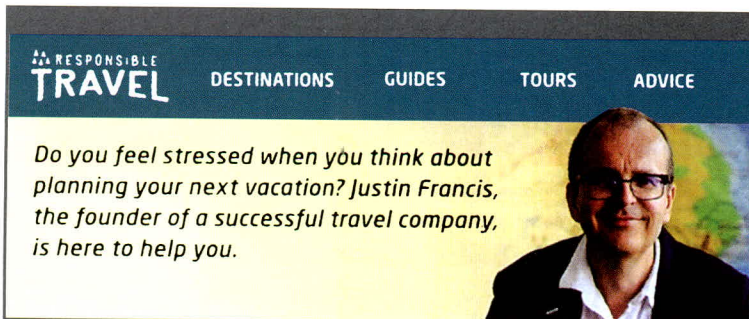 RESPONSIBLE
TRAVEL
DESTINATIONS
GUIDES
TOURS
ADVICE
Do you feel stressed when you think about
planning your next vacation? Justin Francis,
the founder of a successful travel company,
is here to help you.